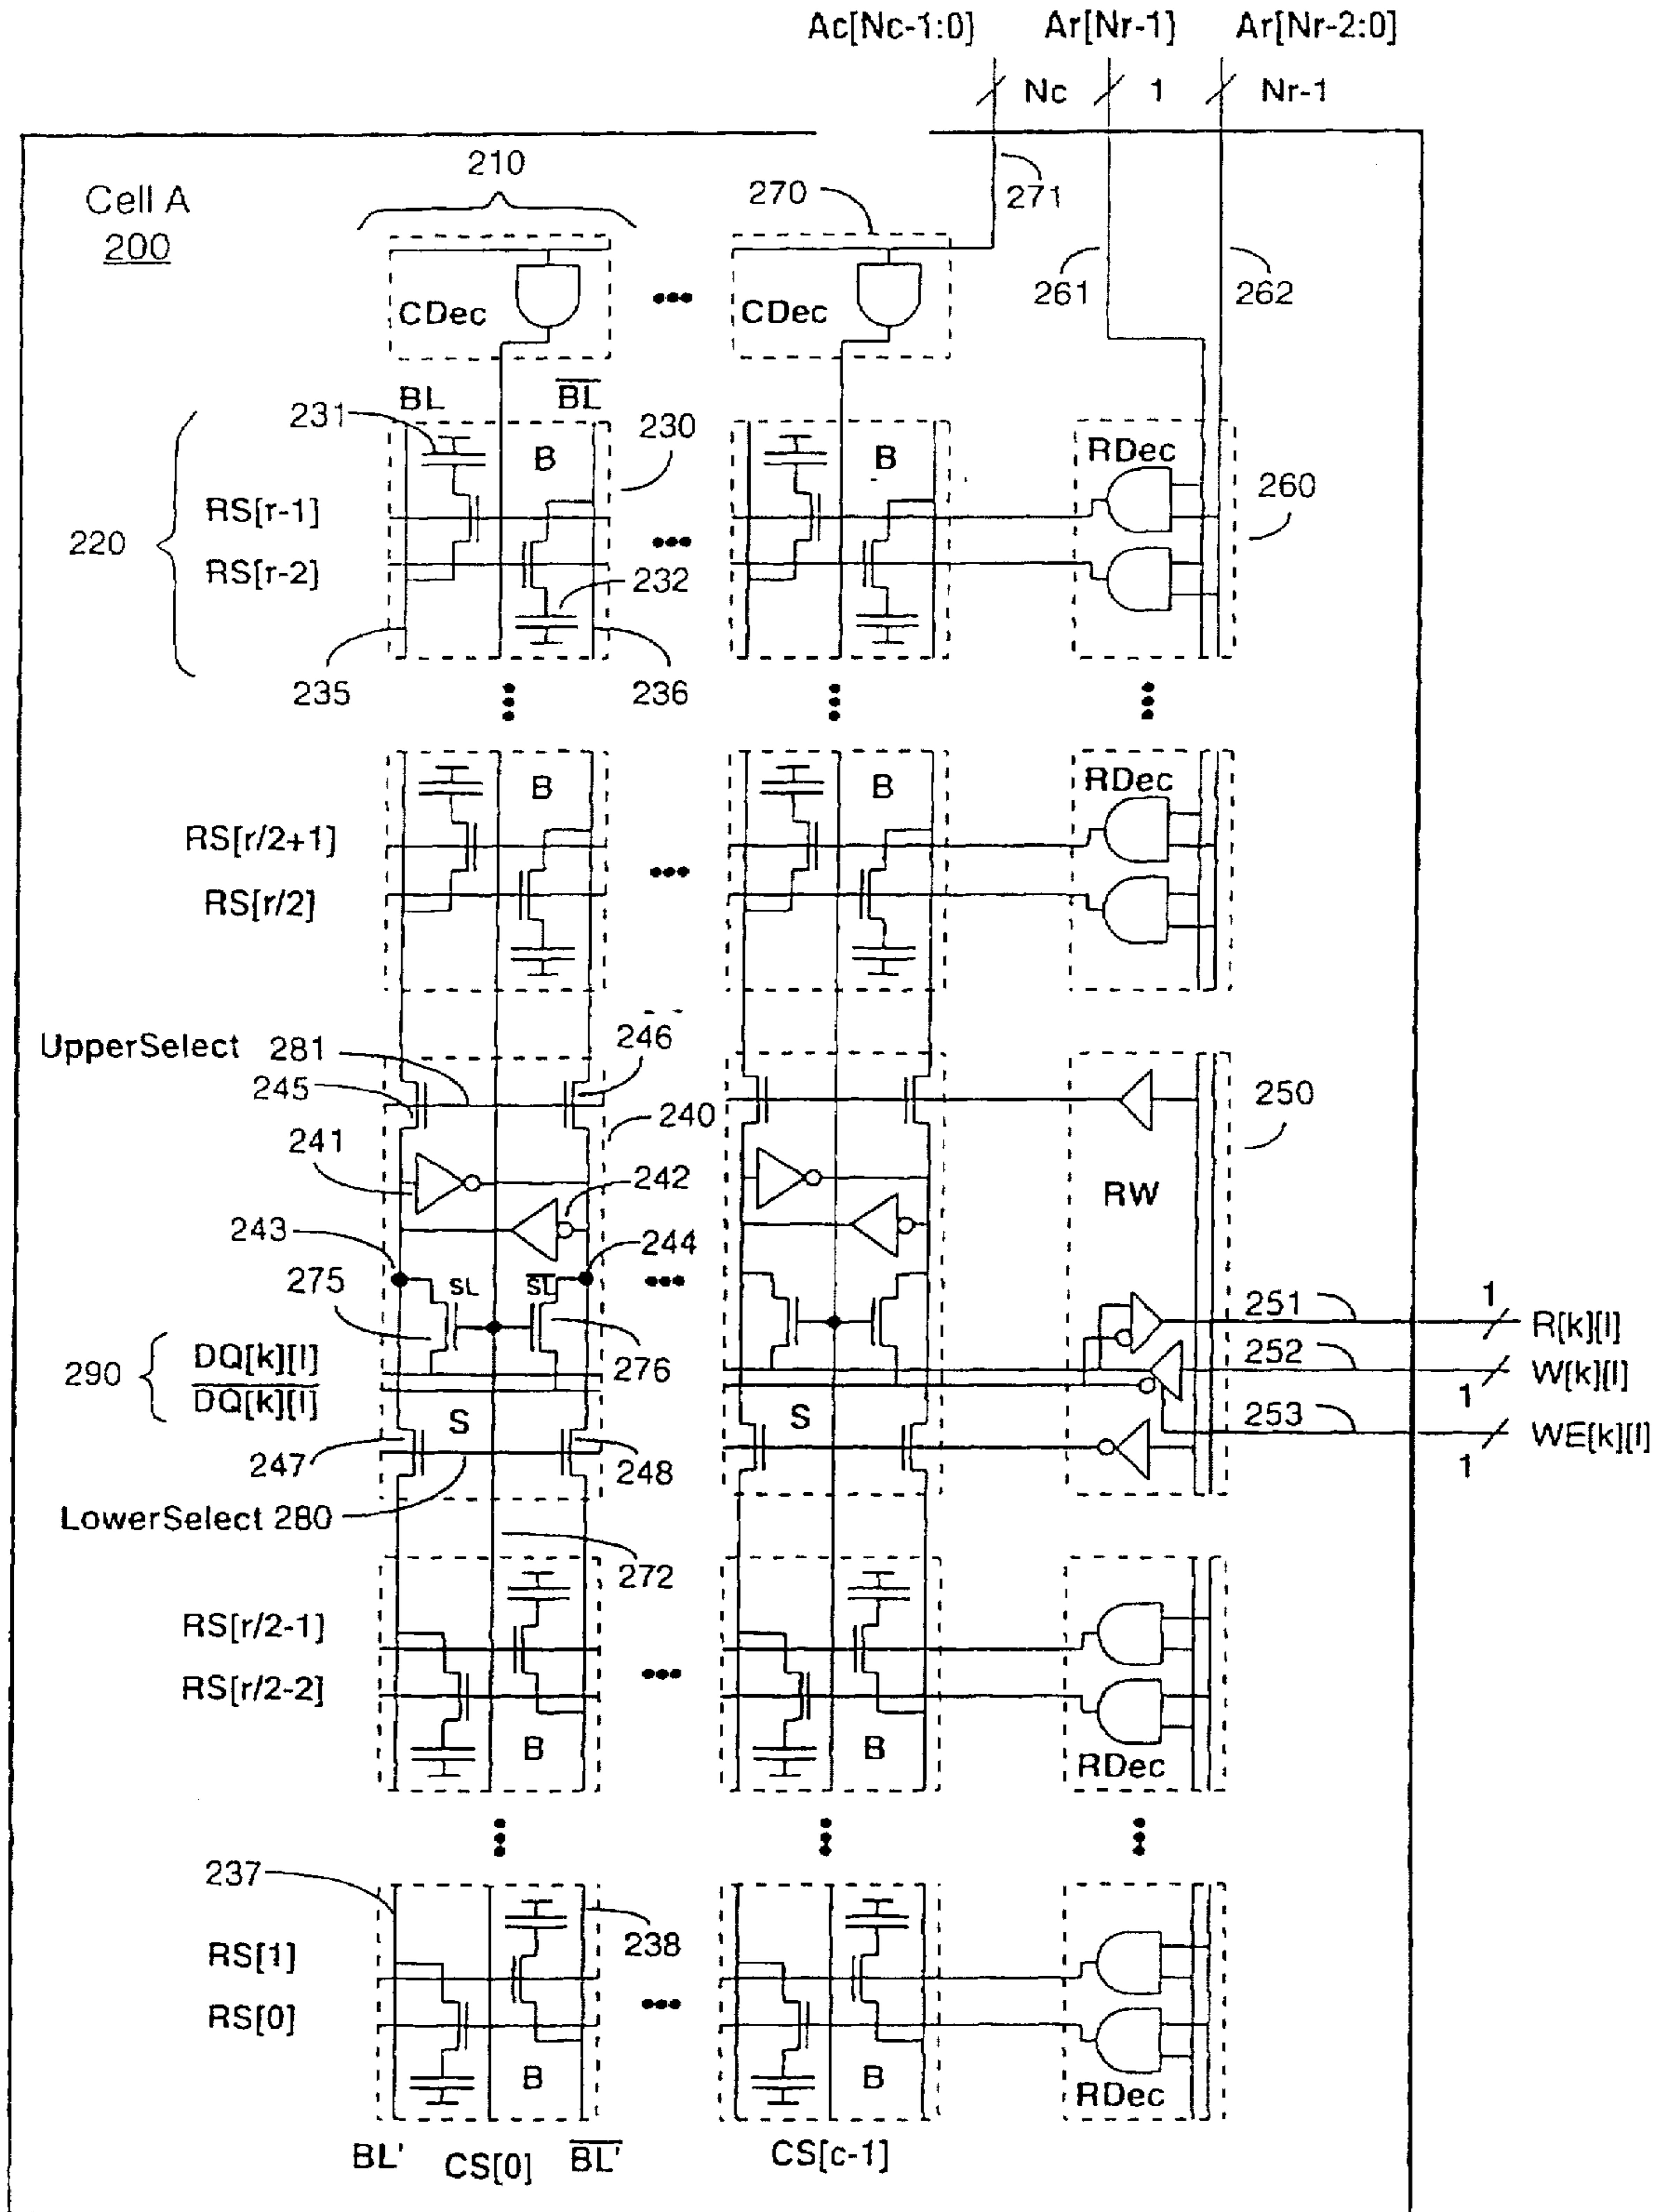 Ac[Nc-1:0] Ar[Nr-1] Ar[Nr-2:0]
Nc 1 Nr-1
Cell A
200
210
270
271
261
262
CDec
CDec
BL
B̅L̅
231
230
B
B
RDec
220
RS[r-1]
RS[r-2]
260
232
235
236
B
B
RDec
RS[r/2+1]
RS[r/2]
UpperSelect 281
246
245
240
250
241
242
RW
243
244
275
SL
S̅L̅
251
1
R[k][l]
290
DQ[k][l]
D̅Q̅[̅k̅]̅[̅l̅]̅
276
252
1
W[k][l]
S
S
253
1
WE[k][l]
247
248
LowerSelect 280
272
RS[r/2-1]
RS[r/2-2]
B
B
RDec
237
238
RS[1]
RS[0]
B
B
RDec
BL' CS[0] B̅L̅'̅ CS[c-1]